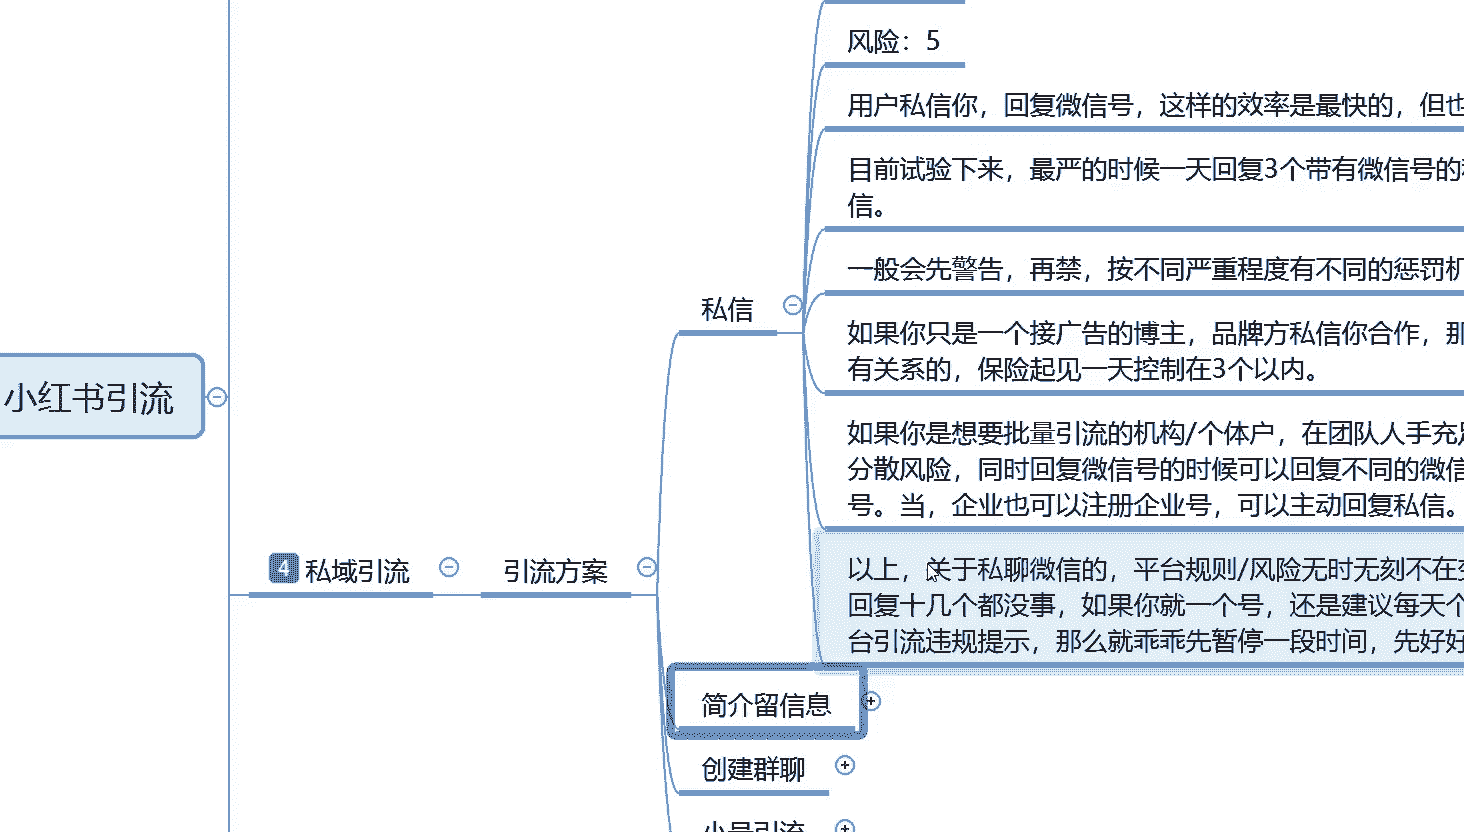 风险：5
用户私信你，回复微信号，这样的效率是最快的，但也
目前试验下来，最严的时候一天回复3个带有微信号的
信。
一般会先警告，再禁，按不同严重程度有不同的惩罚机
私信
如果你只是一个接广告的博主，品牌方私信你合作，那
有关系的，保险起见一天控制在3个以内。
小红书引流
如果你是想要批量引流的机构/个体户，在团队人手充足
分散风险，同时回复微信号的时候可以回复不同的微信
号。当，企业也可以注册企业号，可以主动回复私信。
4 私域引流
引流方案
以上，关于私聊微信的，平台规则/风险无时无刻不在变
回复十几个都没事，如果你就一个号，还是建议每天个
台引流违规提示，那么就乖乖先暂停一段时间，先好好
简介留信息
创建群聊
小号引流